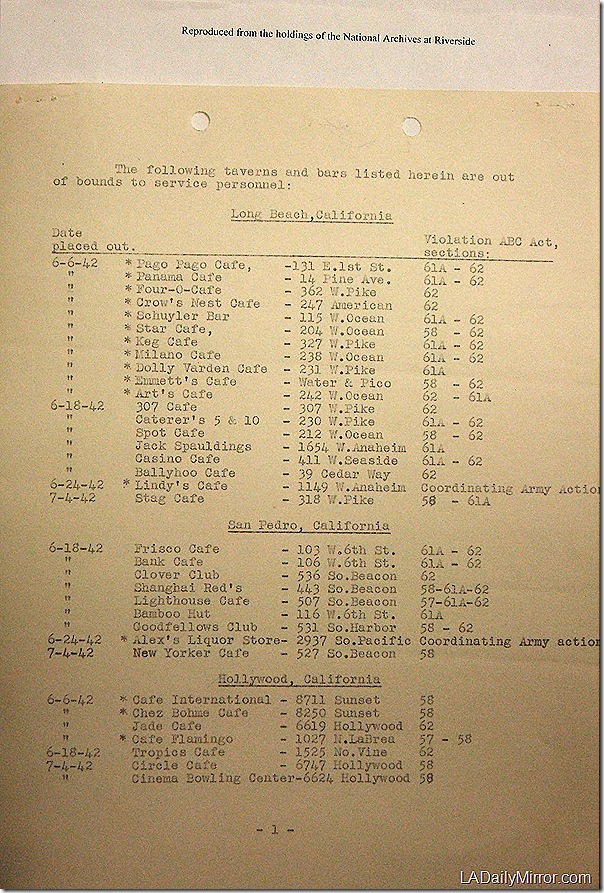 Reproduced from the holdings of the National Archives at Riverside
The following taverns and bars listed herein are out
of bounds to service personnel:
Long Beach,California
Date
placed out. Violation ABC Act,
sections:
6-6-42 * Pago Pago Cafe, -131 E.1st St. 61A - 62
" * Panama Cafe - 14 Pine Ave. 61A - 62
" * Four-O-Cafe - 362 W.Pike 62
" * Crow's Nest Cafe - 247 American 62
" * Schuyler Bar - 115 W.Ocean 61A - 62
" * Star Cafe, - 204 W.Ocean 58 - 62
" * Keg Cafe - 327 W.Pike 61A - 62
" * Milano Cafe - 238 W.Ocean 61A - 62
" * Dolly Varden Cafe - 231 W.Pike 61A
" * Emmett's Cafe - Water & Pico 58 - 62
" * Art's Cafe - 242 W.Ocean 62 - 61A
6-18-42 307 Cafe - 307 W.Pike 62
" Caterer's 5 & 10 - 230 W.Pike 61A - 62
" Spot Cafe - 212 W.Ocean 58 - 62
" Jack Spauldings - 1654 W.Anaheim 61A
" Casino Cafe - 411 W.Seaside 61A - 62
" Ballyhoo Cafe - 39 Cedar Way 62
6-24-42 * Lindy's Cafe - 1149 W.Anaheim Coordinating Army Action
7-4-42 Stag Cafe - 318 W.Pike 58 - 61A
San Pedro, California
6-18-42 Frisco Cafe - 103 W.6th St. 61A - 62
" Bank Cafe - 106 W.6th St. 61A - 62
" Clover Club - 536 So.Beacon 62
" Shanghai Red's - 443 So.Beacon 58-61A-62
" Lighthouse Cafe - 507 So.Beacon 57-61A-62
" Bamboo Hut - 116 W.6th St. 61A
" Goodfellows Club - 531 So.Harbor 58 - 62
6-24-42 * Alex's Liquor Store- 2937 So.Pacific Coordinating Army action
7-4-42 New Yorker Cafe - 527 So.Beacon 58
Hollywood, California
6-6-42 * Cafe International - 8711 Sunset 58
" * Chez Bohme Cafe - 8250 Sunset 58
" Jade Cafe - 6619 Hollywood 62
" * Cafe Flamingo - 1027 N.LaBrea 57 - 58
6-18-42 Tropics Cafe - 1525 No.Vine 62
7-4-42 Circle Cafe - 6747 Hollywood 58
" Cinema Bowling Center-6624 Hollywood 58
- 1 -
LADailyMirror.com